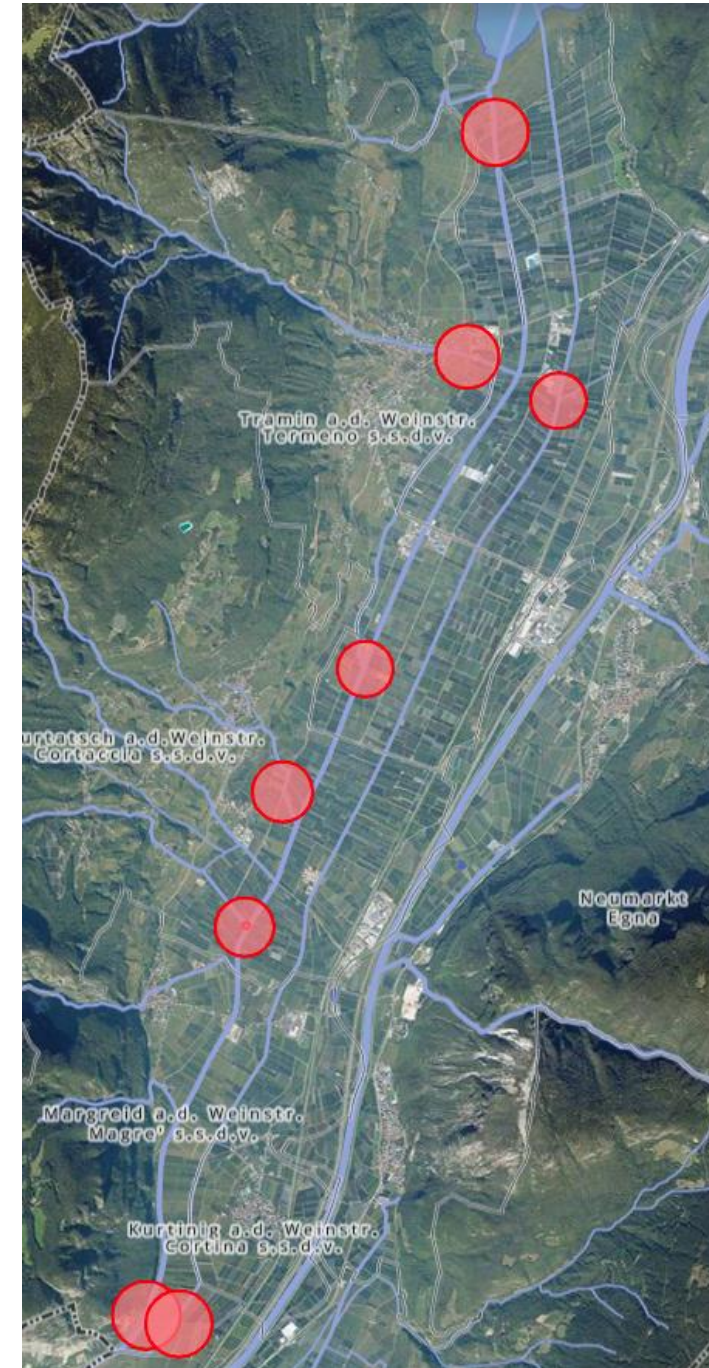 Tramin a.d. Weinstr.
Termeno s.s.d.v.
urtatsch a.d.Weinstr.
Cortaccia s.s.d.v.
Neumarkt
Egna
Margreid a.d. Weinstr.
Magre' s.s.d.v.
Kurtinig a.d. Weinstr.
Cortina s.s.d.v.